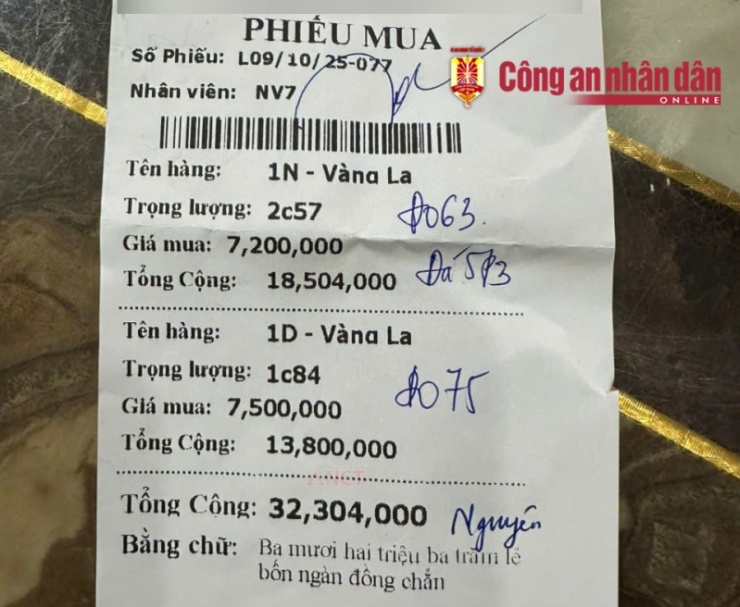 PHIẾU MUA
Số Phiếu: L09/10/25-077
Công an nhân dân
ONLINE
Nhân viên: NV7
Tên hàng: 1N - Vàng La
Trọng lượng: 2c57
Giá mua: 7,200,000
Tổng Cộng: 18,504,000
Tên hàng: 1D - Vàng La
Trọng lượng: 1c84
Giá mua: 7,500,000
Tổng Cộng: 13,800,000
Tổng Cộng: 32,304,000 Nguyên
Bằng chữ: Ba mươi hai triệu ba trăm lẻ
bốn ngàn đồng chẵn